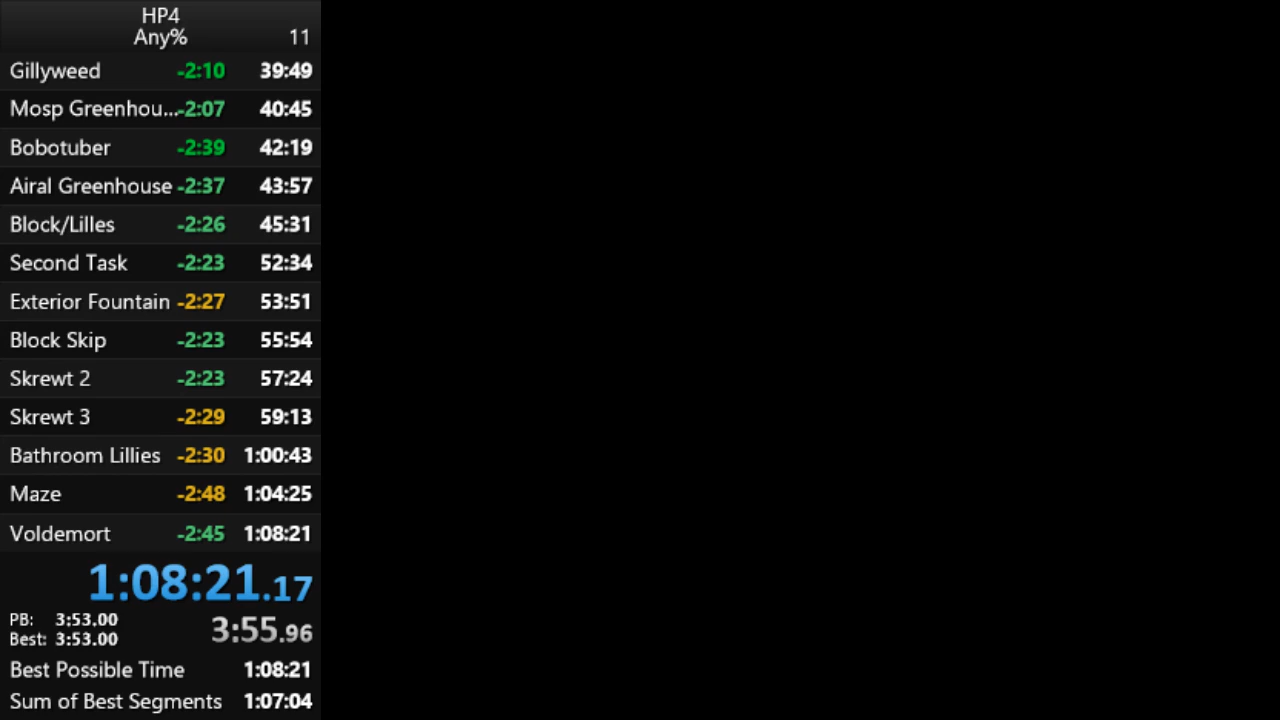 HP4
Any% 11
Gillyweed -2:10 39:49
Mosp Greenhou... -2:07 40:45
Bobotuber -2:39 42:19
Airal Greenhouse -2:37 43:57
Block/Lilles -2:26 45:31
Second Task -2:23 52:34
Exterior Fountain -2:27 53:51
Block Skip -2:23 55:54
Skrewt 2 -2:23 57:24
Skrewt 3 -2:29 59:13
Bathroom Lillies -2:30 1:00:43
Maze -2:48 1:04:25
Voldemort -2:45 1:08:21
1:08:21.17
PB: 3:53.00 3:55.96
Best: 3:53.00
Best Possible Time 1:08:21
Sum of Best Segments 1:07:04